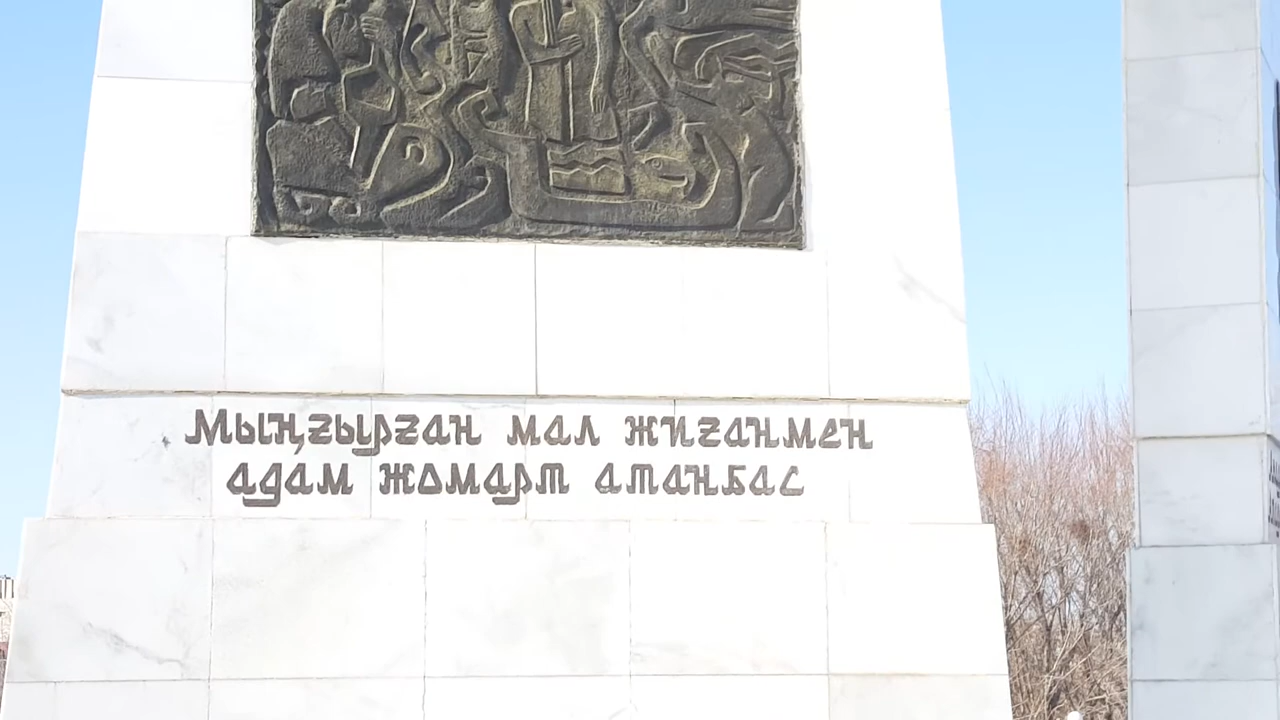 Мыңғырған мал жиғанмен
адам жомарт атанбас